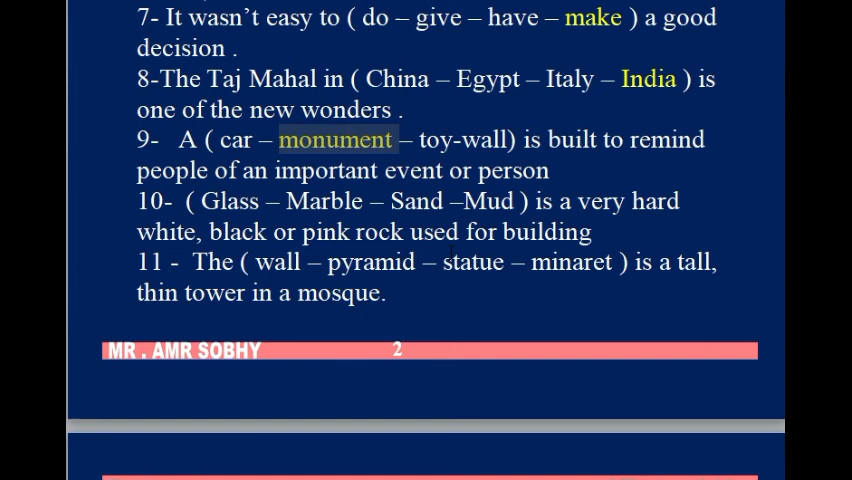 7- It wasn't easy to ( do – give – have – make ) a good
decision .
8-The Taj Mahal in ( China – Egypt – Italy – India ) is
one of the new wonders .
9- A ( car – monument – toy-wall) is built to remind
people of an important event or person
10- ( Glass – Marble – Sand –Mud ) is a very hard
white, black or pink rock used for building
11 - The ( wall – pyramid – statue – minaret ) is a tall,
thin tower in a mosque.
MR . AMR SOBHY 2